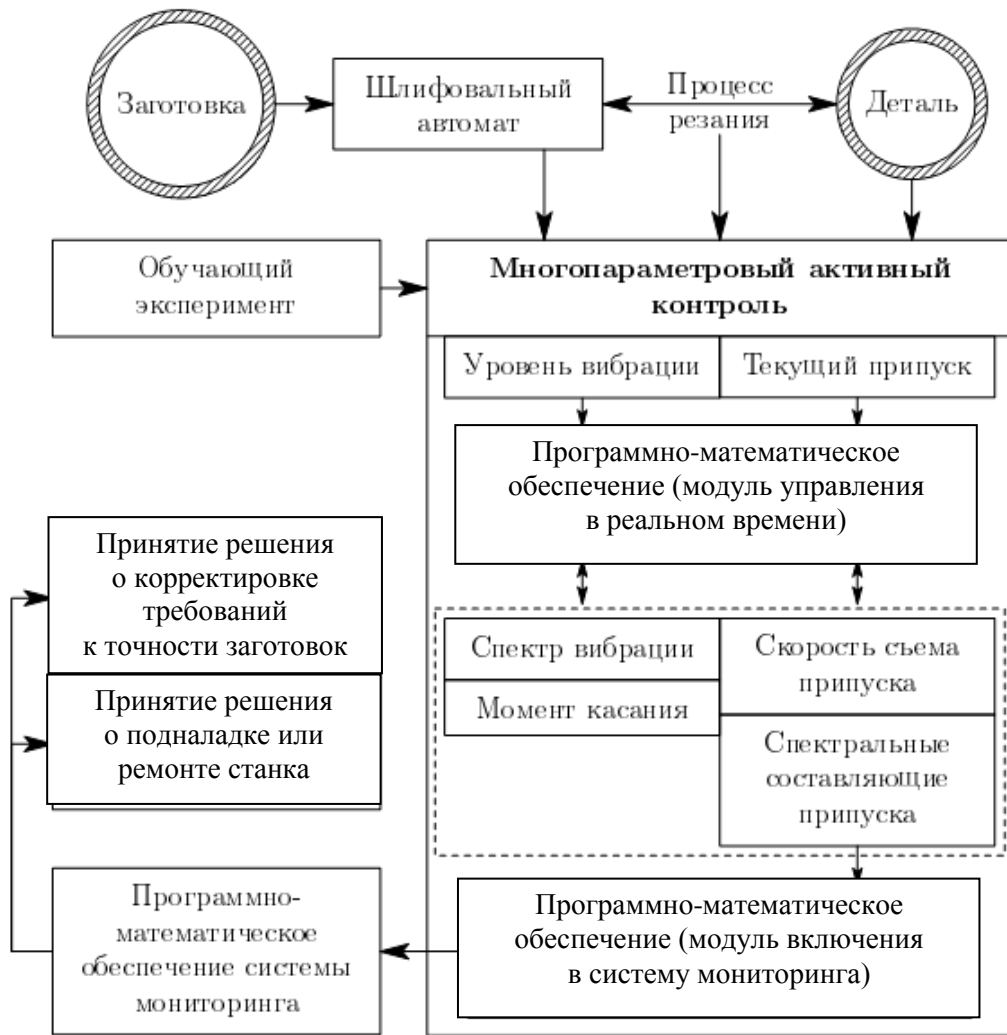 Заготовка
Шлифовальный
автомат
Процесс
резания
Деталь
Обучающий
эксперимент
Многопараметровый активный
контроль
Уровень вибрации
Текущий припуск
Программно-математическое
обеспечение (модуль управления
в реальном времени)
Принятие решения
о корректировке
требований
к точности заготовок
Принятие решения
о подналадке или
ремонте станка
Спектр вибрации
Момент касания
Скорость съема
припуска
Спектральные
составляющие
припуска
Программно-
математическое
обеспечение системы
мониторинга
Программно-математическое
обеспечение (модуль включения
в систему мониторинга)